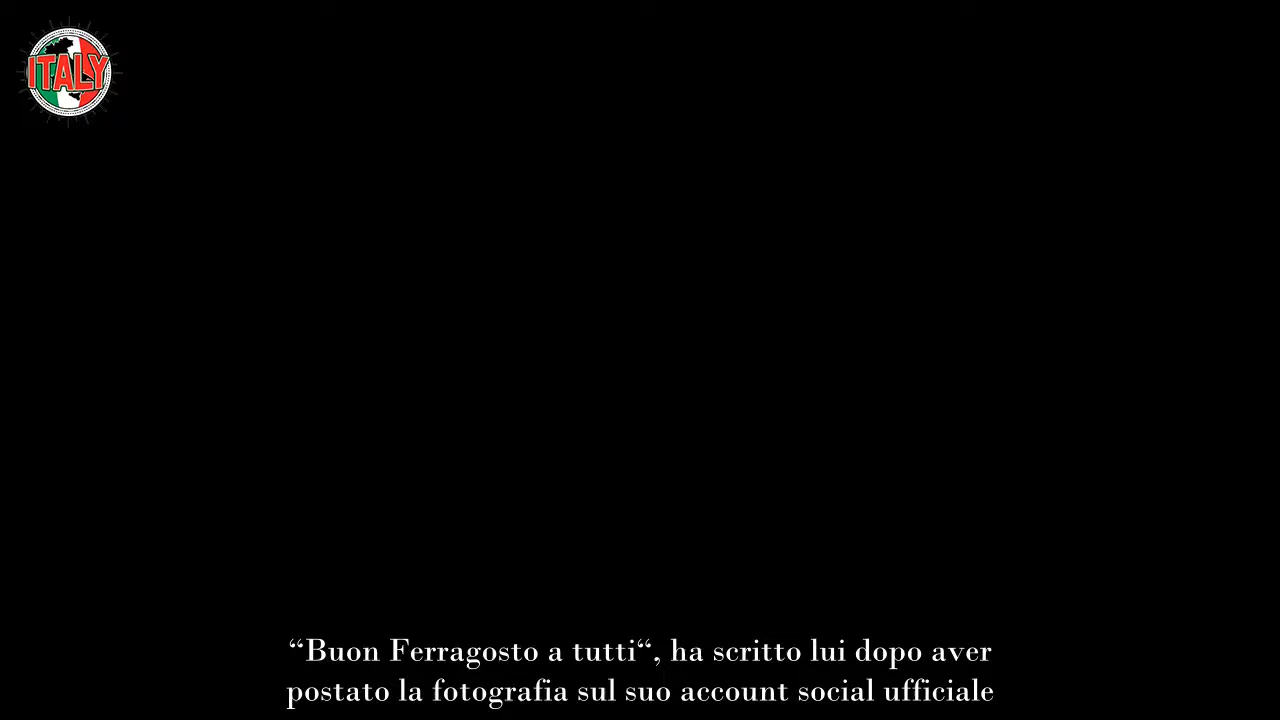 ITALY
“Buon Ferragosto a tutti“, ha scritto lui dopo aver
postato la fotografia sul suo account social ufficiale